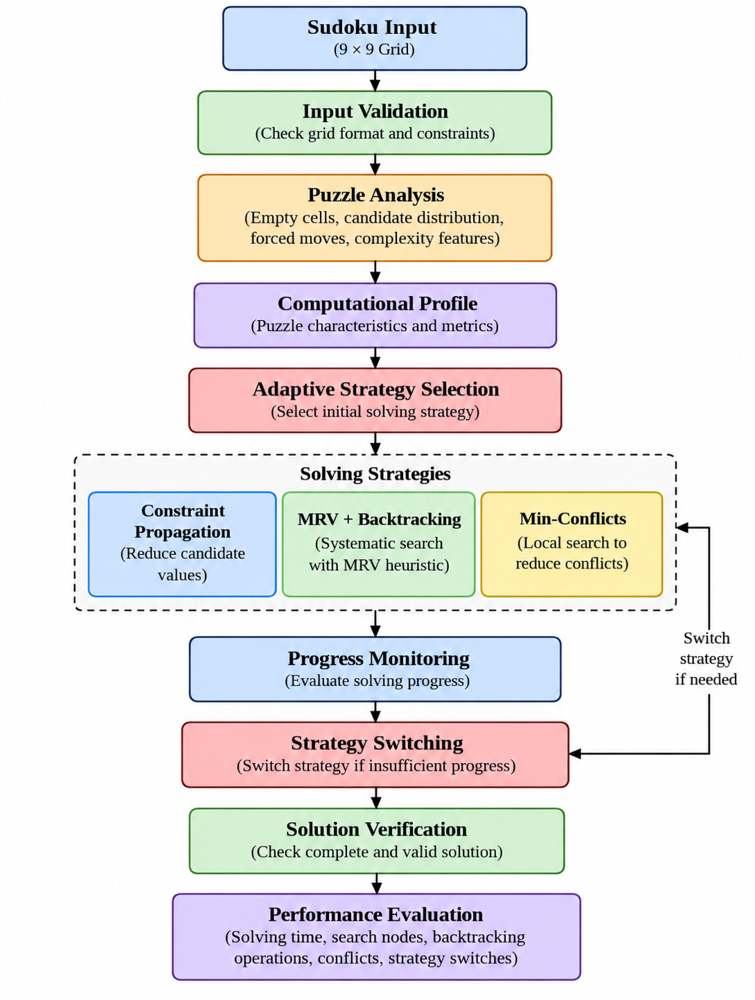 Sudoku Input
(9 × 9 Grid)
Input Validation
(Check grid format and constraints)
Puzzle Analysis
(Empty cells, candidate distribution,
forced moves, complexity features)
Computational Profile
(Puzzle characteristics and metrics)
Adaptive Strategy Selection
(Select initial solving strategy)
Solving Strategies
Constraint
Propagation
(Reduce candidate
values)
MRV + Backtracking
(Systematic search
with MRV heuristic)
Min-Conflicts
(Local search to
reduce conflicts)
Switch
strategy
if needed
Progress Monitoring
(Evaluate solving progress)
Strategy Switching
(Switch strategy if insufficient progress)
Solution Verification
(Check complete and valid solution)
Performance Evaluation
(Solving time, search nodes, backtracking
operations, conflicts, strategy switches)